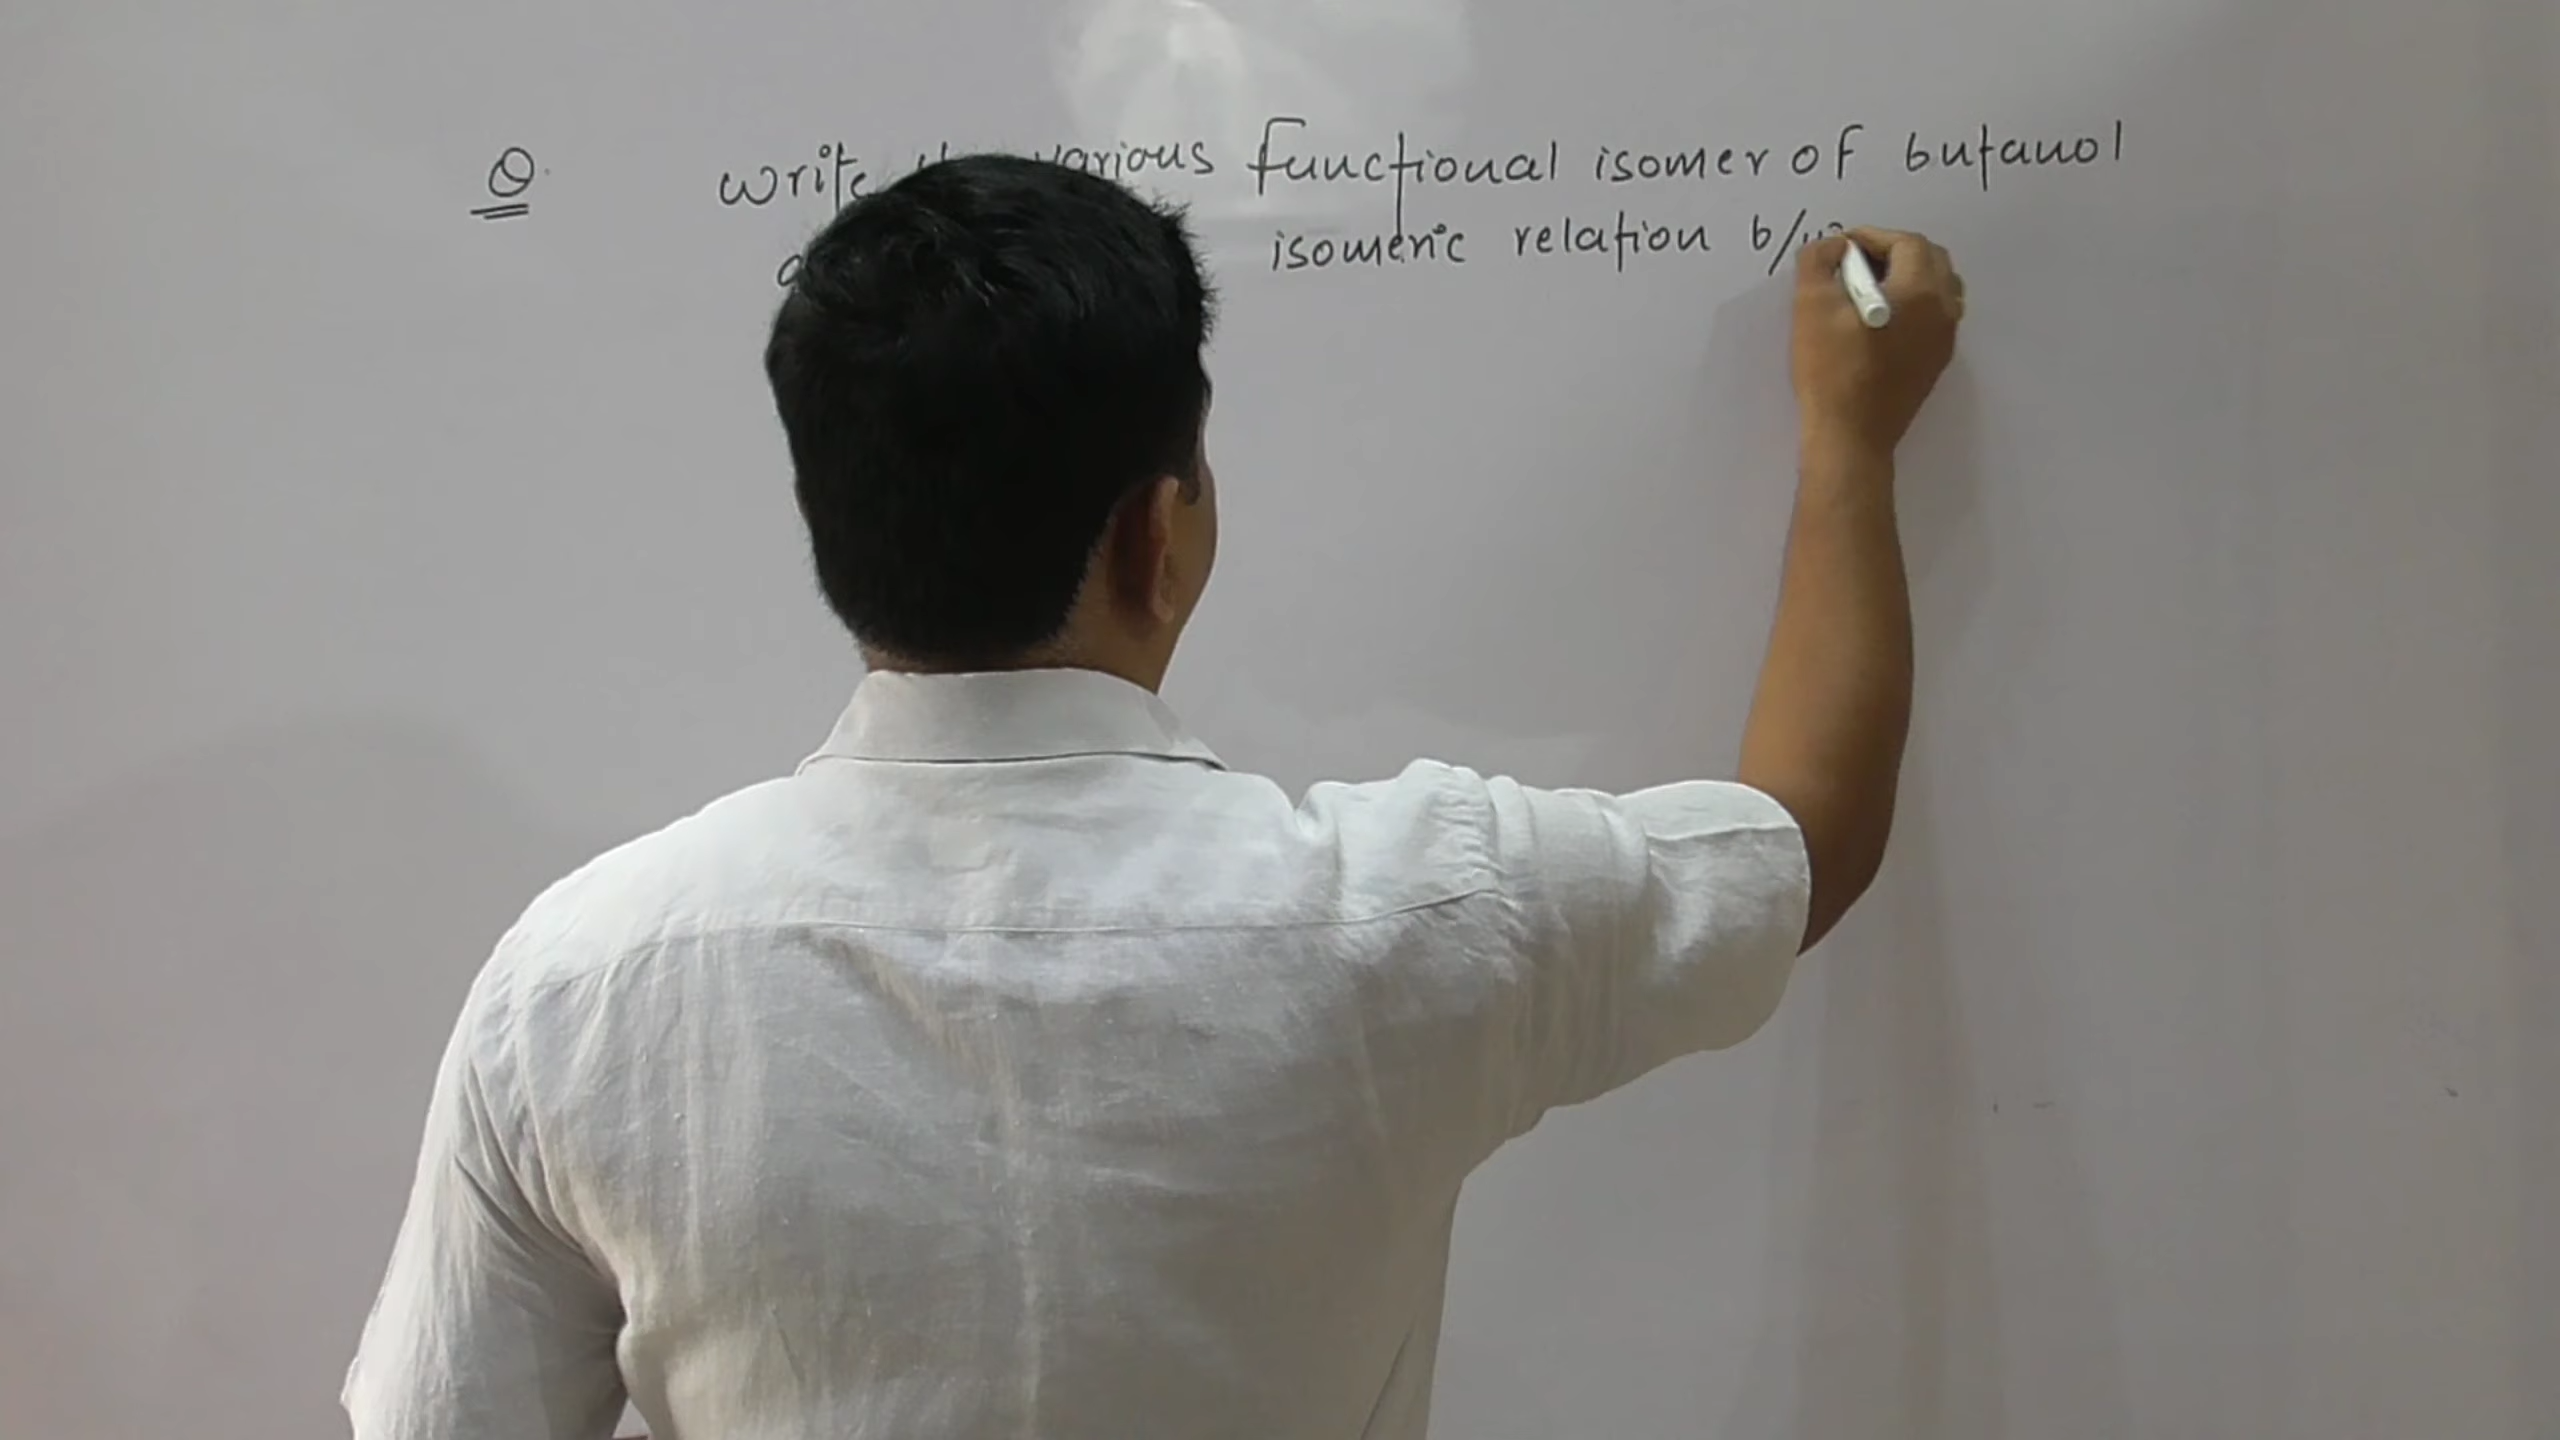 Q. write various functional isomer of butanol
isomeric relation b/w